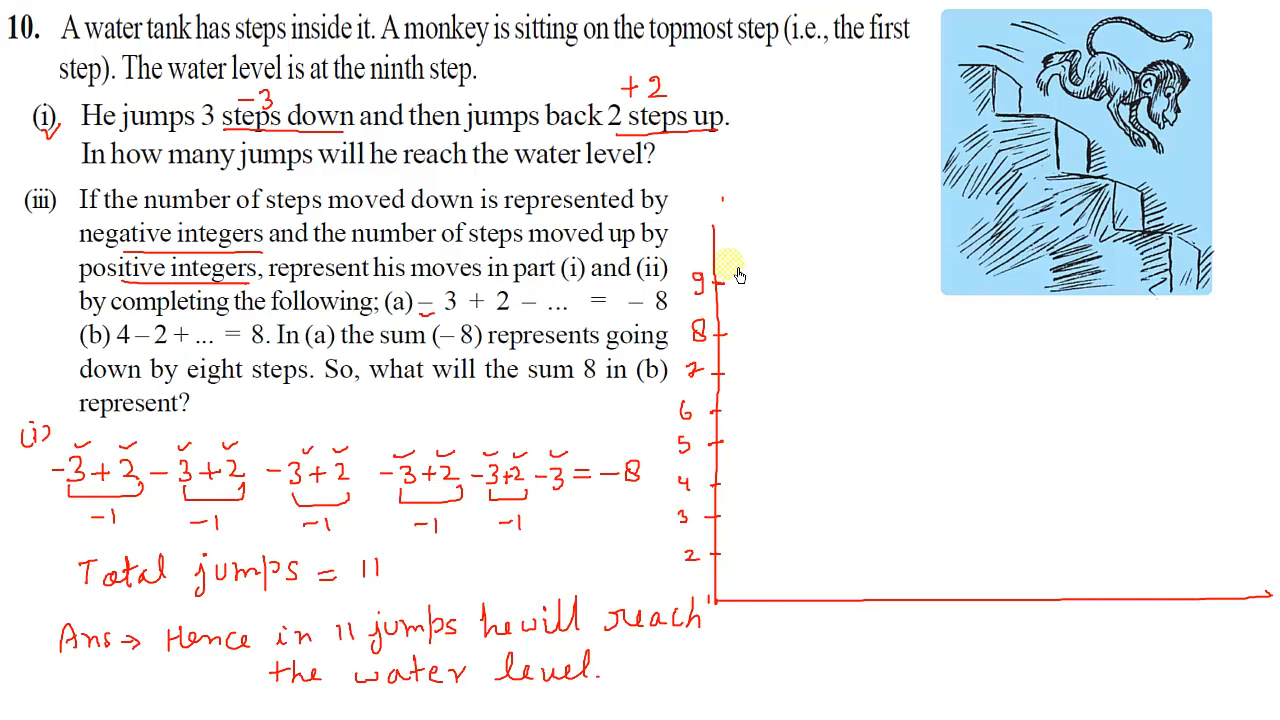 10. A water tank has steps inside it. A monkey is sitting on the topmost step (i.e., the first
step). The water level is at the ninth step.
-3 +2
(i) He jumps 3 steps down and then jumps back 2 steps up.
In how many jumps will he reach the water level?
(iii) If the number of steps moved down is represented by
negative integers and the number of steps moved up by
positive integers, represent his moves in part (i) and (ii)
by completing the following; (a) – 3 + 2 – ... = – 8
(b) 4 – 2 + ... = 8. In (a) the sum (– 8) represents going
down by eight steps. So, what will the sum 8 in (b)
represent?
(i)
-3+2 -3+2 -3+2 -3+2 -3+2 -3 = -8
-1 -1 -1 -1 -1
Total jumps = 11
Ans → Hence in 11 jumps he will reach
the water level.
9
8
7
6
5
4
3
2
1